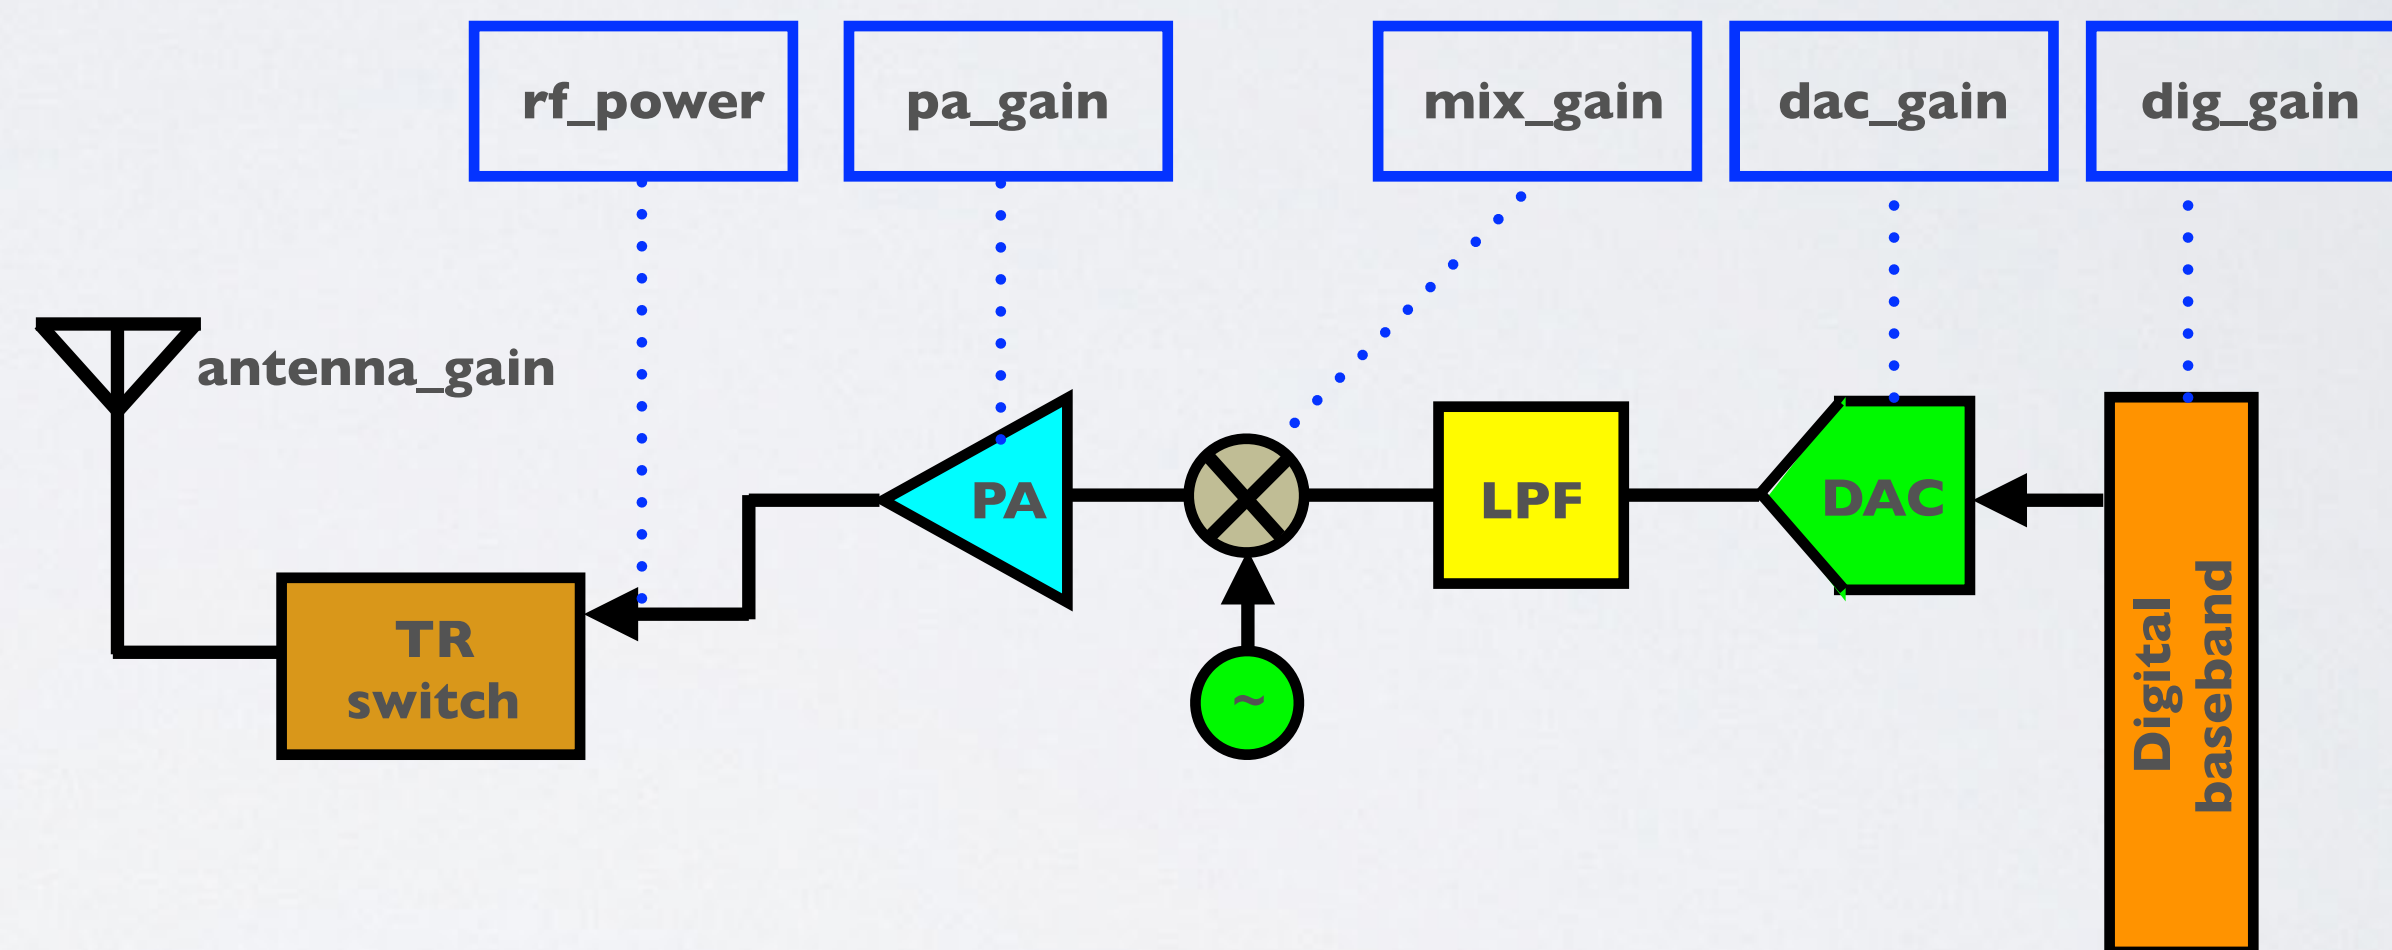 rf_power
pa_gain
mix_gain
dac_gain
dig_gain
antenna_gain
PA
LPF
DAC
TR
switch
~
Digital
baseband